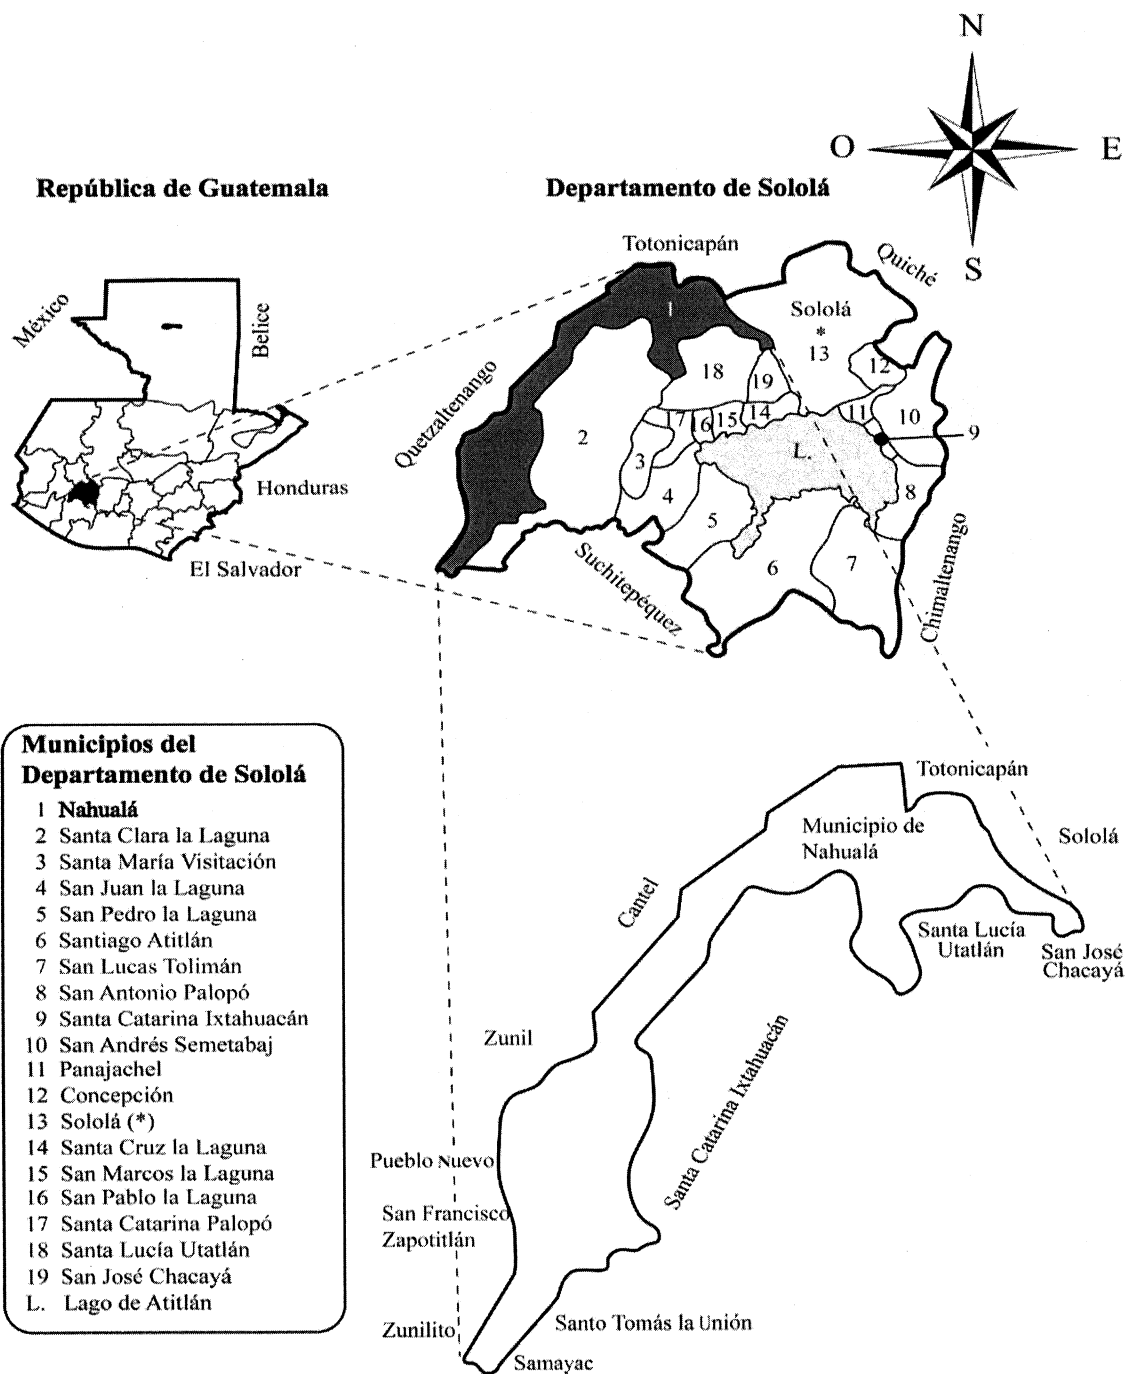 N
O
E
S
República de Guatemala
Departamento de Sololá
México
Belice
Honduras
El Salvador
Totonicapán
Quiché
Quetzaltenango
Suchitepéquez
Chimaltenango
Sololá
*
13
1
2
3
4
5
6
7
8
9
10
11
12
14
15
16
17
18
19
L.
Municipios del
Departamento de Sololá
1 Nahualá
2 Santa Clara la Laguna
3 Santa María Visitación
4 San Juan la Laguna
5 San Pedro la Laguna
6 Santiago Atitlán
7 San Lucas Tolimán
8 San Antonio Palopó
9 Santa Catarina Ixtahuacán
10 San Andrés Semetabaj
11 Panajachel
12 Concepción
13 Sololá (*)
14 Santa Cruz la Laguna
15 San Marcos la Laguna
16 San Pablo la Laguna
17 Santa Catarina Palopó
18 Santa Lucía Utatlán
19 San José Chacayá
L. Lago de Atitlán
Totonicapán
Municipio de
Nahualá
Sololá
Cantel
Santa Lucía
Utatlán
San José
Chacayá
Zunil
Santa Catarina Ixtahuacán
Pueblo Nuevo
San Francisco
Zapotitlán
Zunilito
Santo Tomás la Unión
Samayac